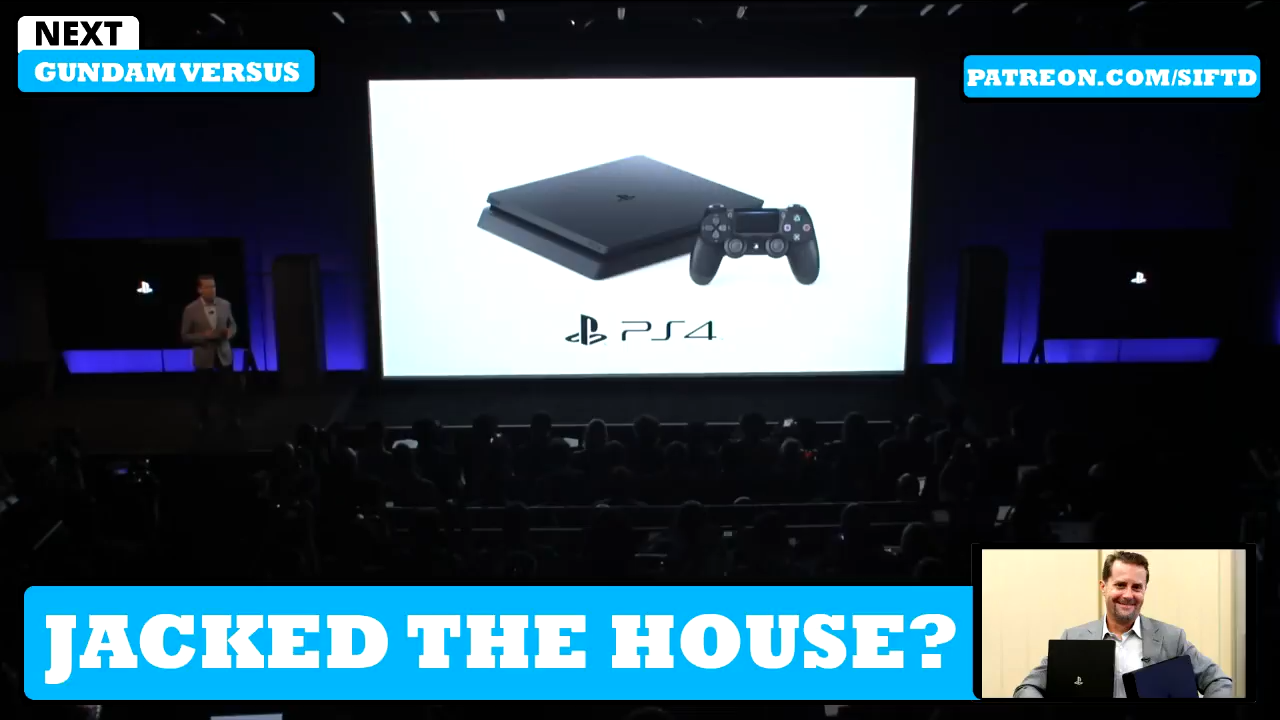 NEXT
GUNDAM VERSUS
PATREON.COM/SIFTD
PS4
JACKED THE HOUSE?